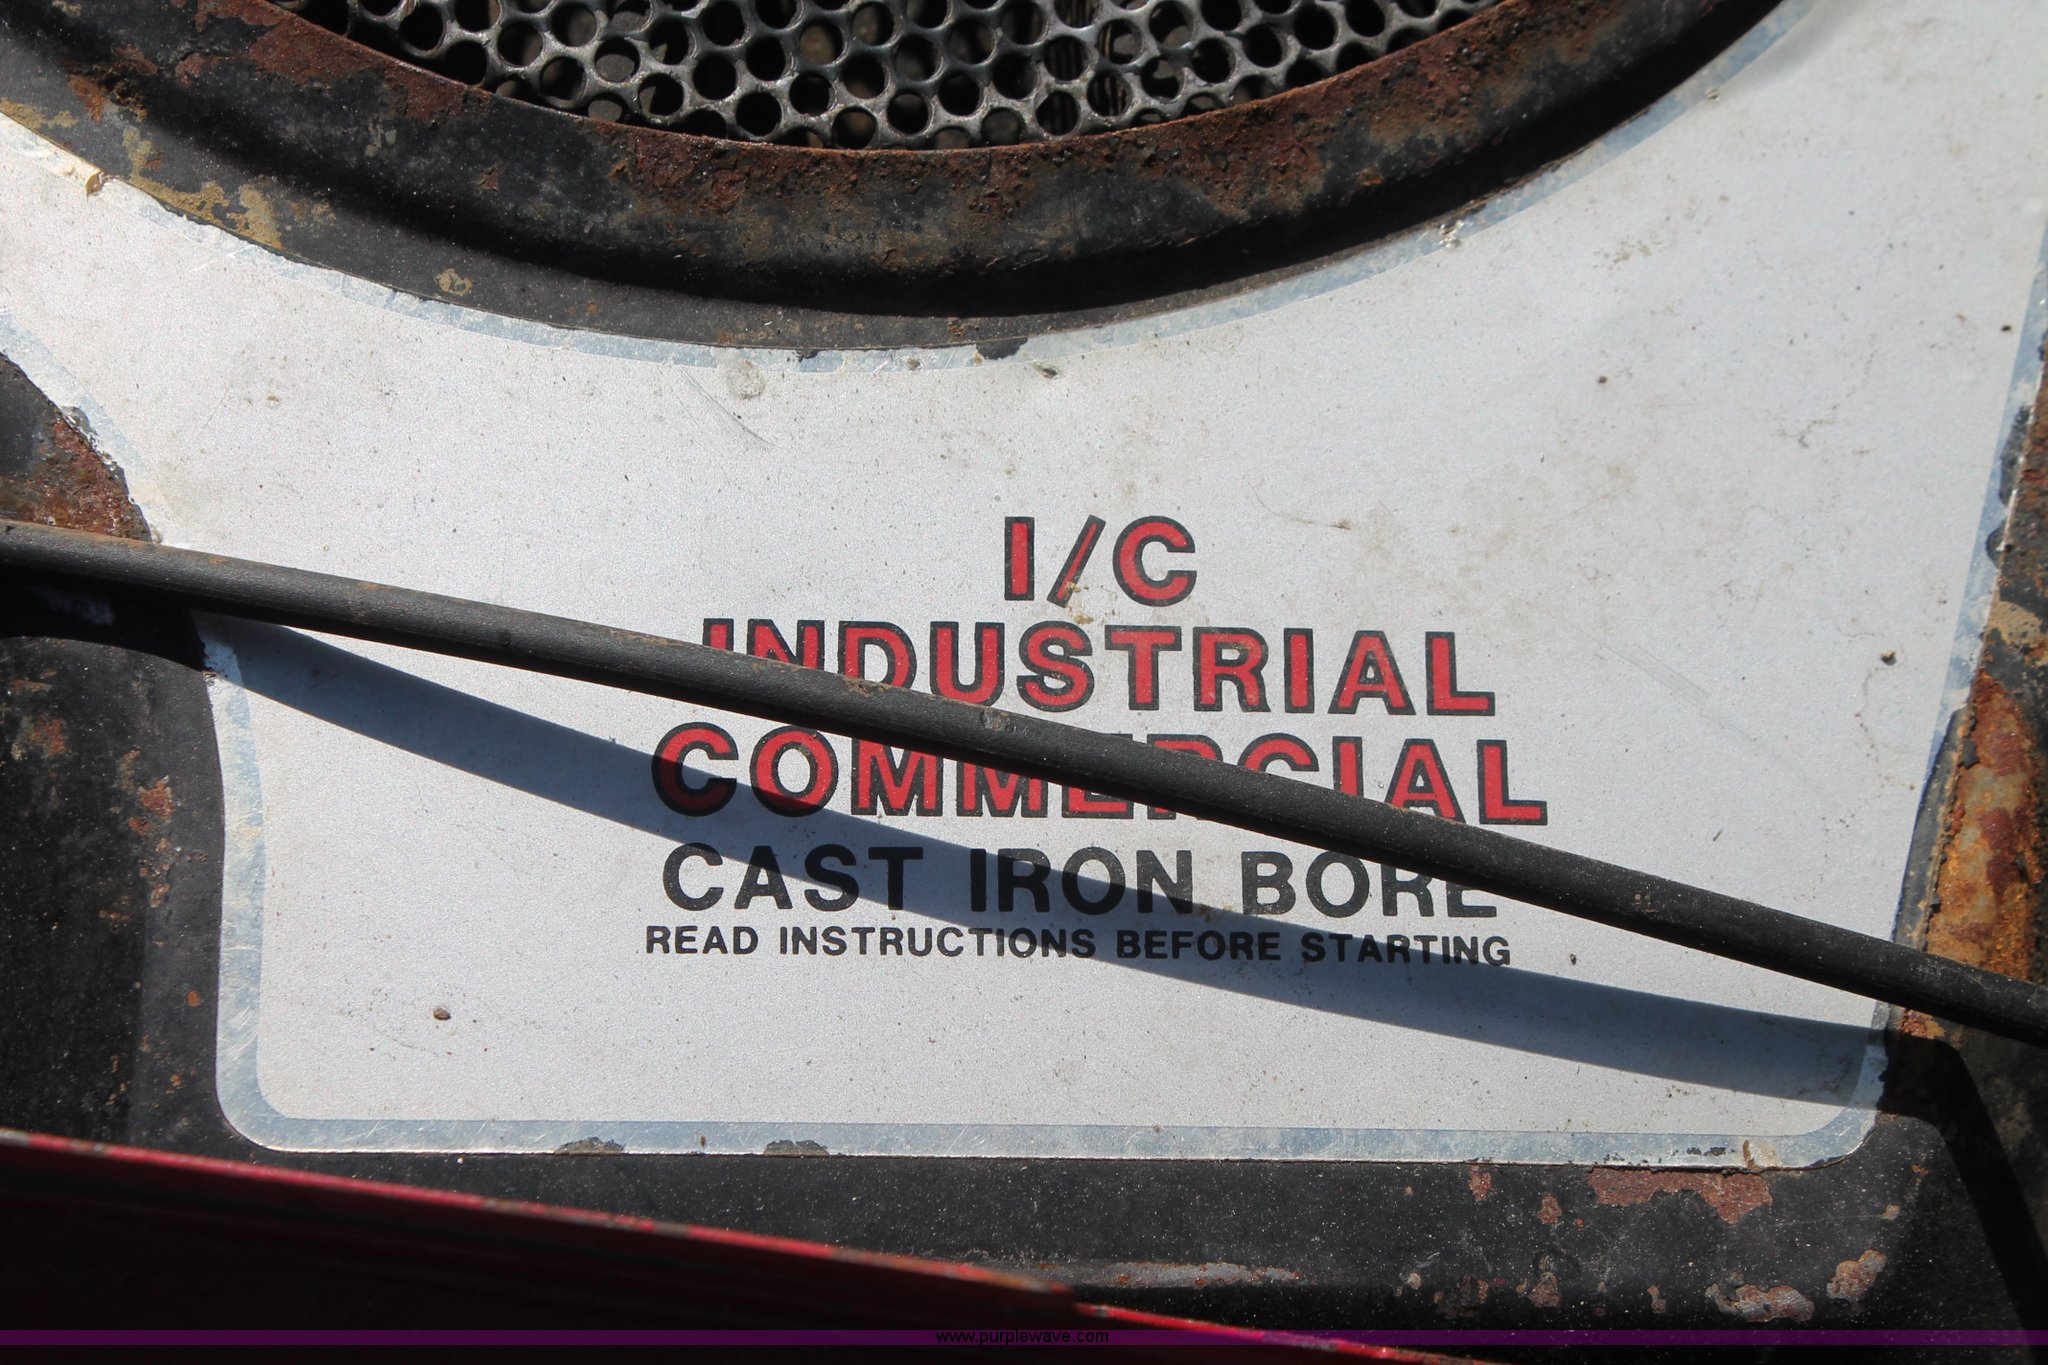 I/C
INDUSTRIAL
COMMERCIAL
CAST IRON BORE
READ INSTRUCTIONS BEFORE STARTING
www.purplewave.com